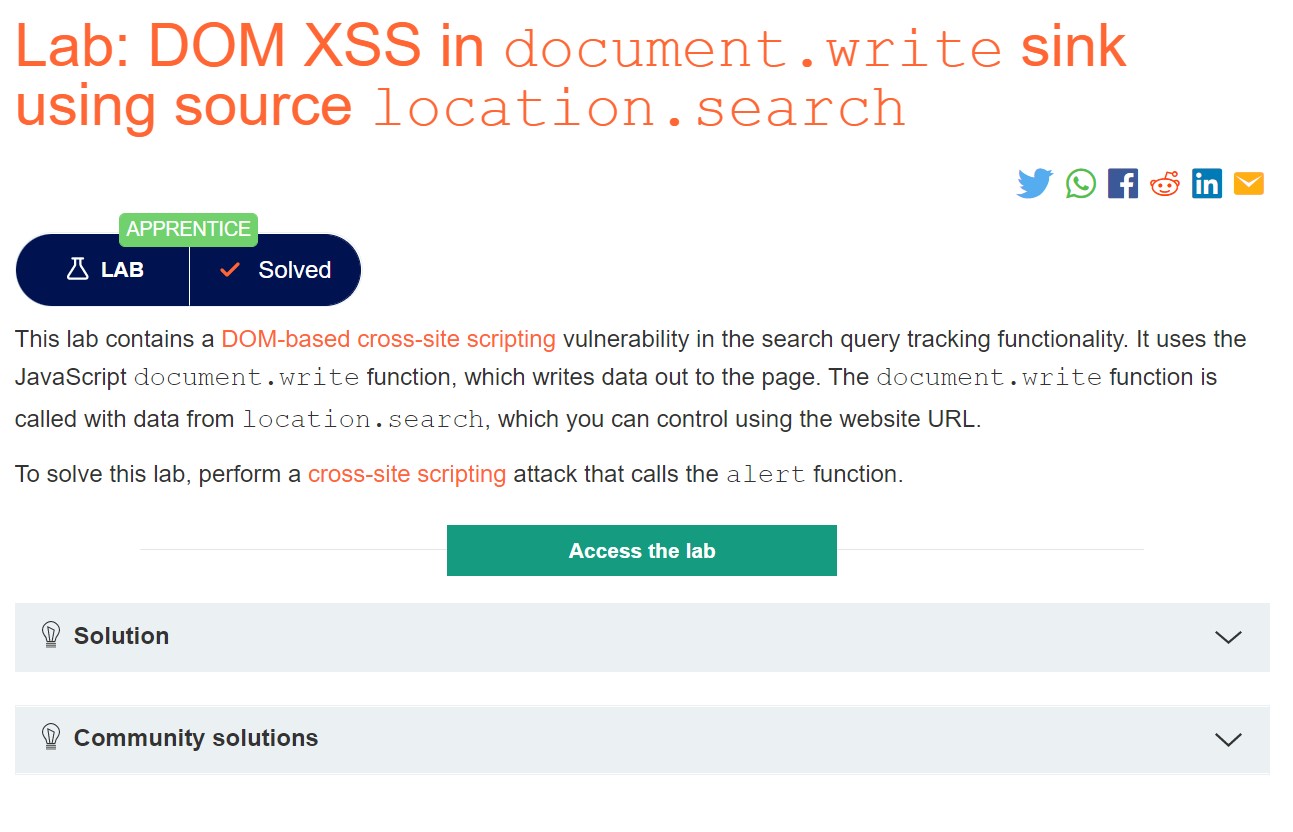 Lab: DOM XSS in document.write sink
using source location.search
APPRENTICE
LAB
Solved
This lab contains a DOM-based cross-site scripting vulnerability in the search query tracking functionality. It uses the
JavaScript document.write function, which writes data out to the page. The document.write function is
called with data from location.search, which you can control using the website URL.
To solve this lab, perform a cross-site scripting attack that calls the alert function.
Access the lab
Solution
Community solutions